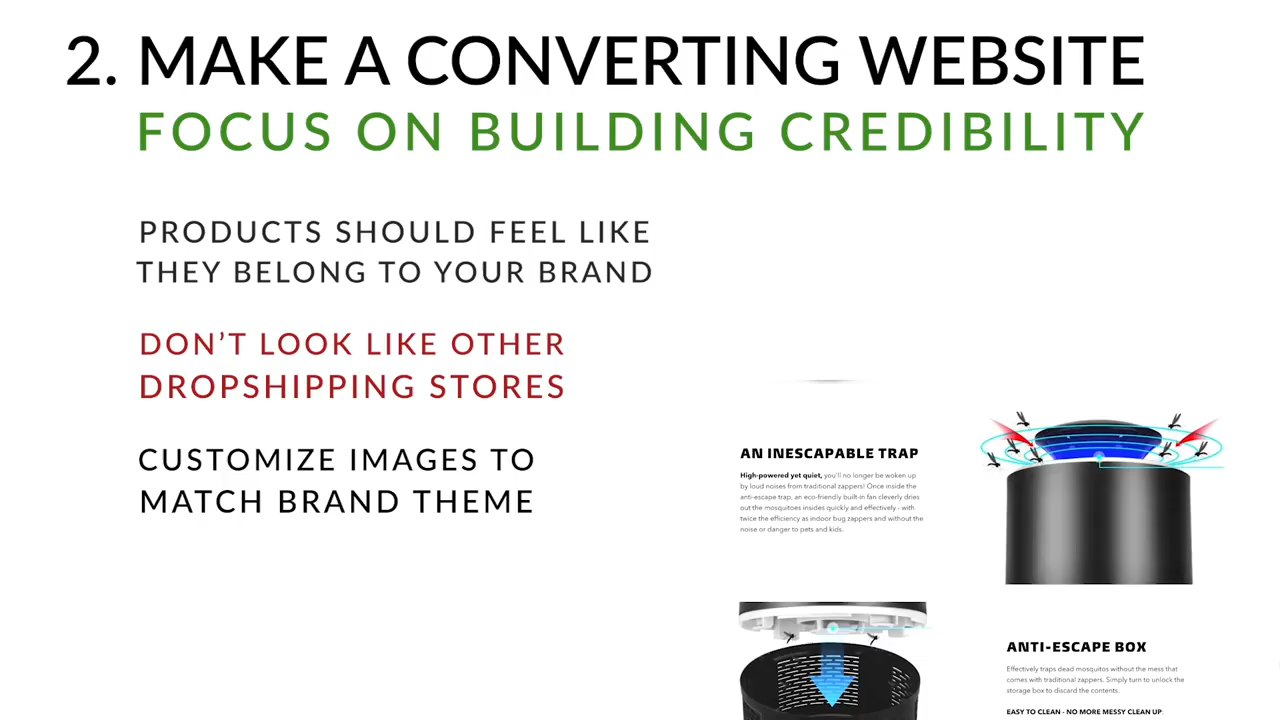 2. MAKE A CONVERTING WEBSITE
FOCUS ON BUILDING CREDIBILITY
PRODUCTS SHOULD FEEL LIKE
THEY BELONG TO YOUR BRAND
DON'T LOOK LIKE OTHER
DROPSHIPPING STORES
CUSTOMIZE IMAGES TO
MATCH BRAND THEME
AN INESCAPABLE TRAP
High-powered yet quiet, you'll no longer be woken up
by loud noises from traditional zappers! Once inside the
anti-escape trap, an eco-friendly built-in fan cleverly dries
out the mosquitoes insides quickly and effectively - with
twice the efficiency as indoor bug zappers and without the
noise or danger to pets and kids.
ANTI-ESCAPE BOX
Effectively traps dead mosquitos without the mess that
comes with traditional zappers. Simply turn to unlock the
storage box to discard the contents.
EASY TO CLEAN - NO MORE MESSY CLEAN UP.